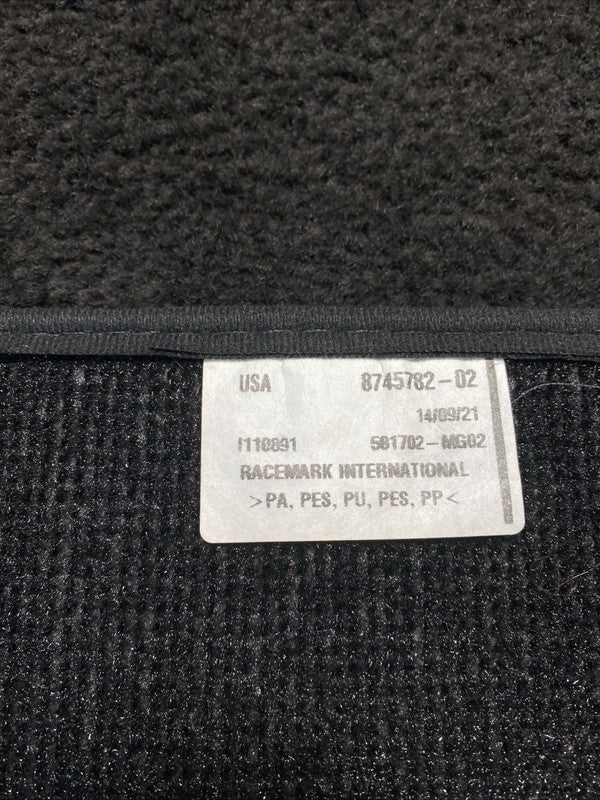 USA 8745782-02
14/09/21
I110891 581702-MG02
RACEMARK INTERNATIONAL
>PA, PES, PU, PES, PP<